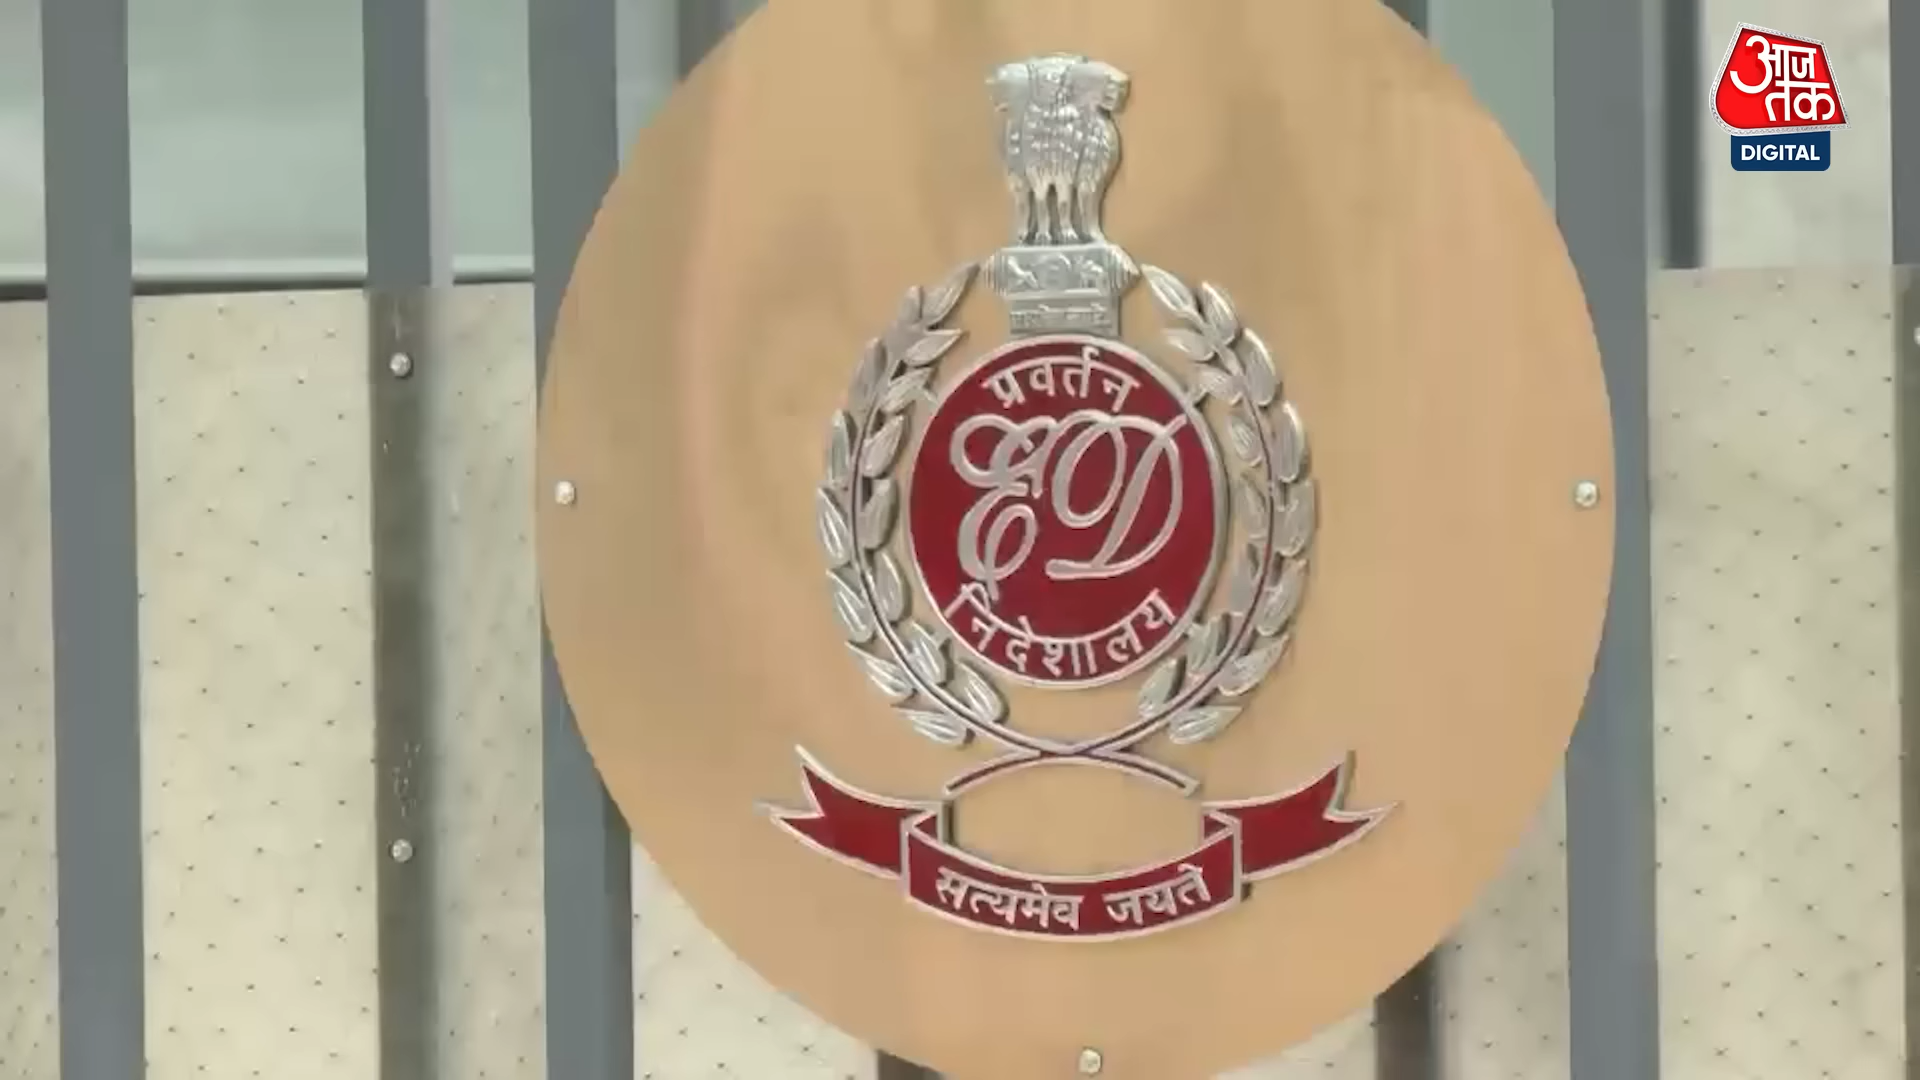 आज
तक
DIGITAL
प्रवर्तन
ED
निदेशालय
सत्यमेव जयते